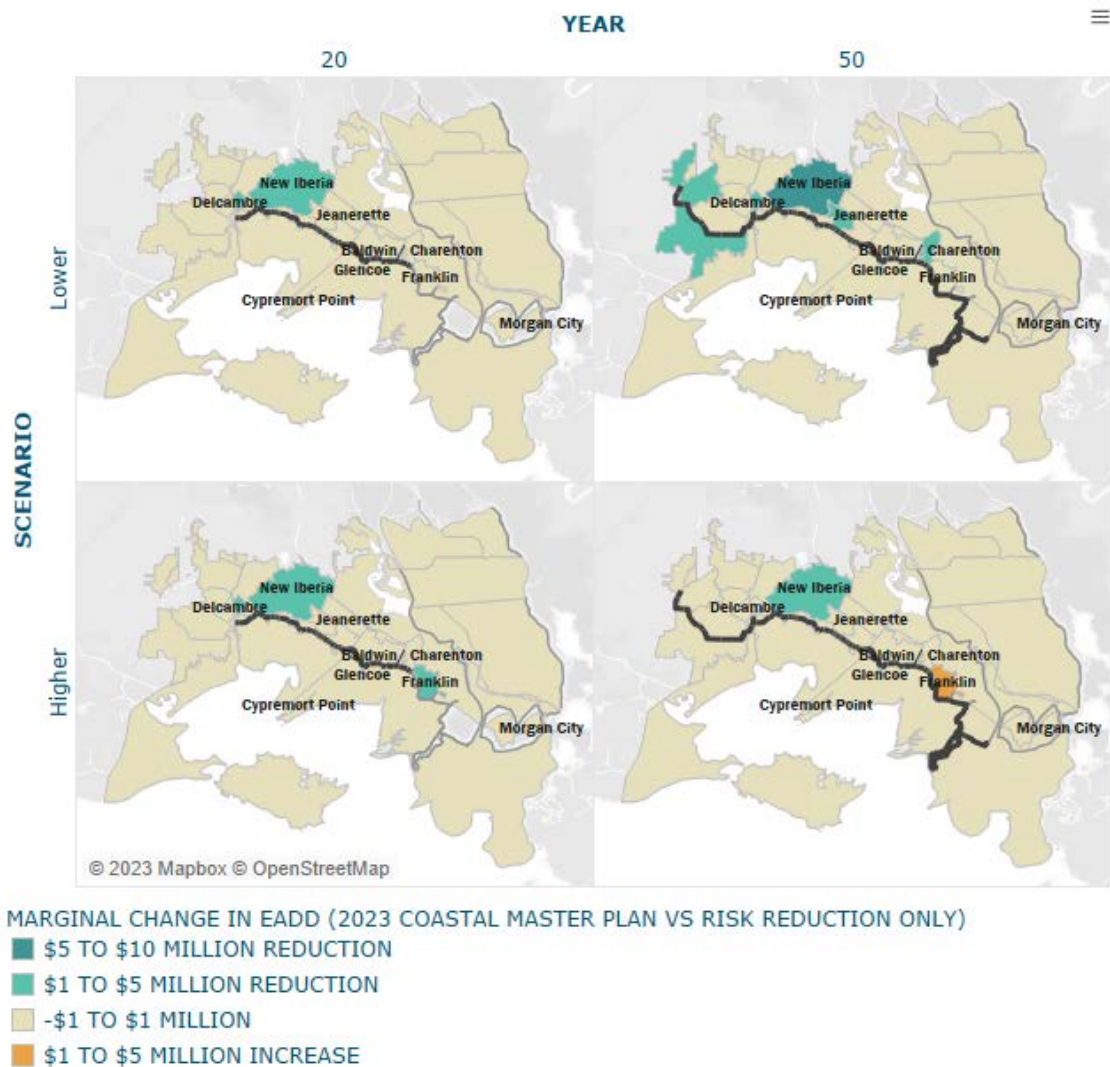 YEAR
20
50
SCENARIO
Lower
New Iberia
Delcambre
Jeanerette
Baldwin/ Charenton
Glencoe
Franklin
Cypremort Point
Morgan City
New Iberia
Delcambre
Jeanerette
Baldwin/ Charenton
Glencoe
Franklin
Cypremort Point
Morgan City
Higher
New Iberia
Delcambre
Jeanerette
Baldwin/ Charenton
Glencoe
Franklin
Cypremort Point
Morgan City
© 2023 Mapbox © OpenStreetMap
New Iberia
Delcambre
Jeanerette
Baldwin/ Charenton
Glencoe
Franklin
Cypremort Point
Morgan City
MARGINAL CHANGE IN EADD (2023 COASTAL MASTER PLAN VS RISK REDUCTION ONLY)
$5 TO $10 MILLION REDUCTION
$1 TO $5 MILLION REDUCTION
-$1 TO $1 MILLION
$1 TO $5 MILLION INCREASE